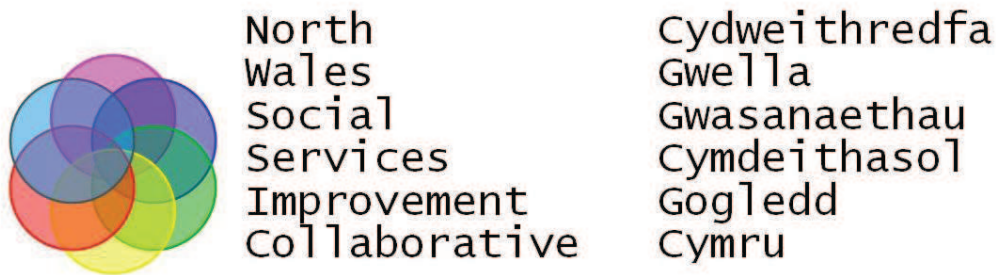 North
Wales
Social
Services
Improvement
Collaborative
Cydweithredfa
Gwella
Gwasanaethau
Cymdeithasol
Gogledd
Cymru